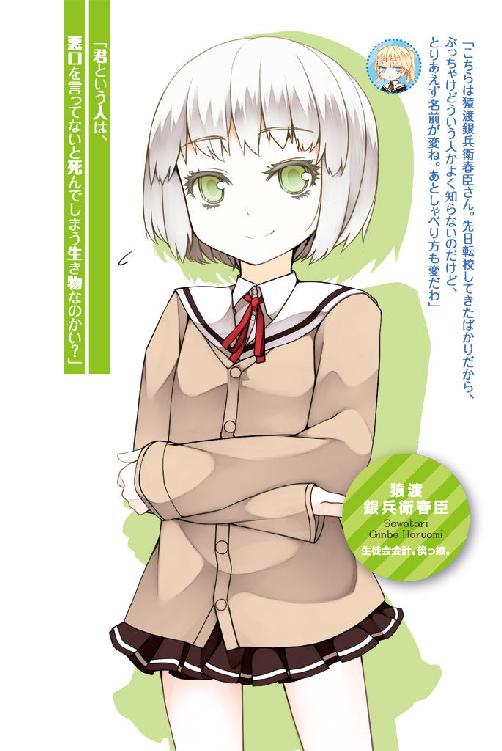 「こちらは猿渡銀兵衛春臣さん。先日転校してきたばかりだから、
ぶっちゃけどういう人かよく知らないのだけど、
とりあえず名前が変ね。あとしゃべり方も変だわ」
「君という人は、
悪口を言ってないと死んでしまう生き物なのかい?」
猿渡
銀兵衛春臣
Sawatari
Ginbe Haruomi
生徒会会計。僕っ娘。